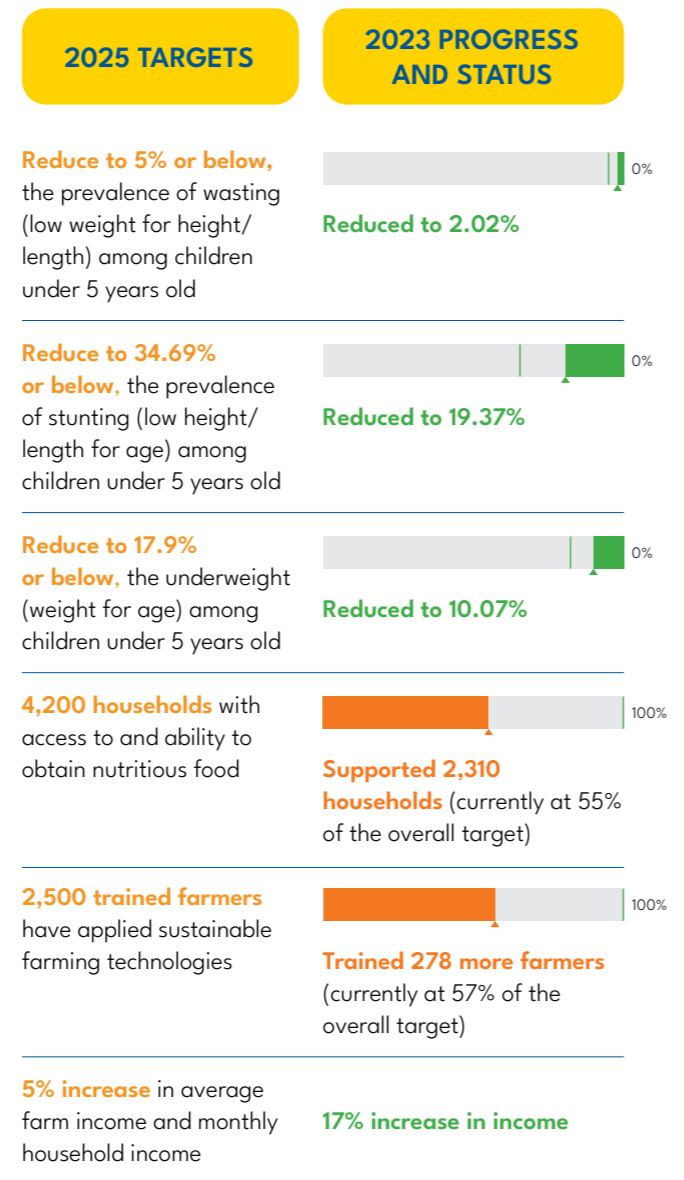 2025 TARGETS
2023 PROGRESS
AND STATUS
Reduce to 5% or below,
the prevalence of wasting
(low weight for height/
length) among children
under 5 years old
0%
Reduced to 2.02%
Reduce to 34.69%
or below, the prevalence
of stunting (low height/
length for age) among
children under 5 years old
0%
Reduced to 19.37%
Reduce to 17.9%
or below, the underweight
(weight for age) among
children under 5 years old
0%
Reduced to 10.07%
4,200 households with
access to and ability to
obtain nutritious food
100%
Supported 2,310
households (currently at 55%
of the overall target)
2,500 trained farmers
have applied sustainable
farming technologies
100%
Trained 278 more farmers
(currently at 57% of the
overall target)
5% increase in average
farm income and monthly
household income
17% increase in income